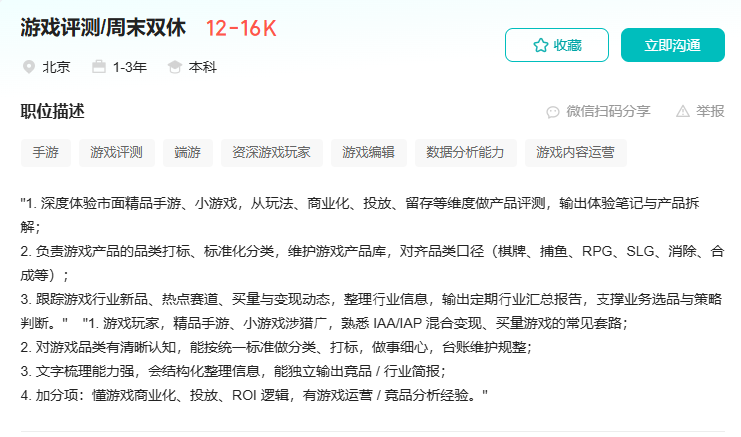 游戏评测/周末双休 12-16K
收藏
立即沟通
北京 1-3年 本科
职位描述
微信扫码分享 举报
手游 游戏评测 端游 资深游戏玩家 游戏编辑 数据分析能力 游戏内容运营
"1. 深度体验市面精品手游、小游戏，从玩法、商业化、投放、留存等维度做产品评测，输出体验笔记与产品拆
解；
2. 负责游戏产品的品类打标、标准化分类，维护游戏产品库，对齐品类口径（棋牌、捕鱼、RPG、SLG、消除、合
成等）；
3. 跟踪游戏行业新品、热点赛道、买量与变现动态，整理行业信息，输出定期行业汇总报告，支撑业务选品与策略
判断。" "1. 游戏玩家，精品手游、小游戏涉猎广，熟悉 IAA/IAP 混合变现、买量游戏的常见套路；
2. 对游戏品类有清晰认知，能按统一标准做分类、打标，做事细心，台账维护规整；
3. 文字梳理能力强，会结构化整理信息，能独立输出竞品 / 行业简报；
4. 加分项：懂游戏商业化、投放、ROI 逻辑，有游戏运营 / 竞品分析经验。"